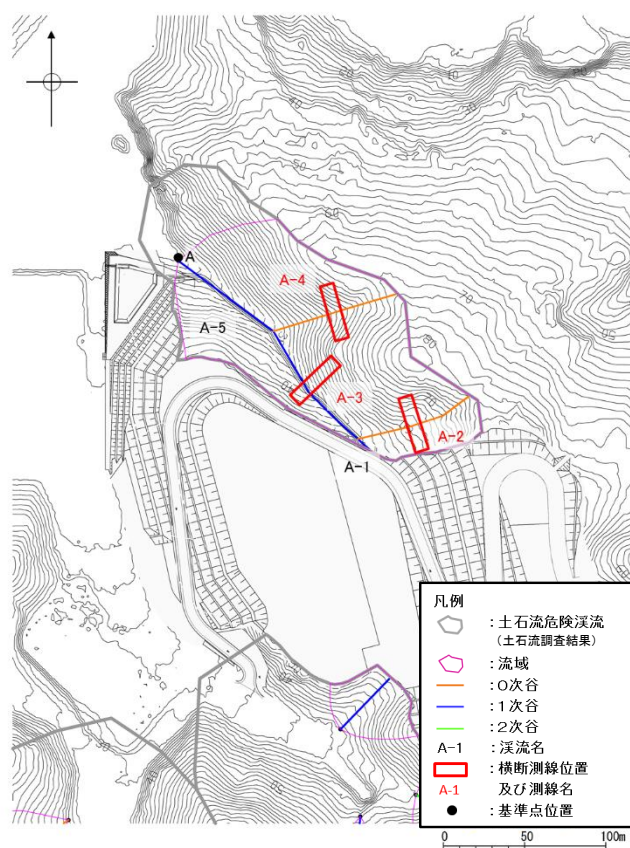 A
A-4
A-5
A-3
A-2
A-1
凡例
：土石流危険渓流
（土石流調査結果）
：流域
：0次谷
：1次谷
：2次谷
A-1 ：渓流名
：横断測線位置
A-1 及び測線名
：基準点位置
0 50 100m